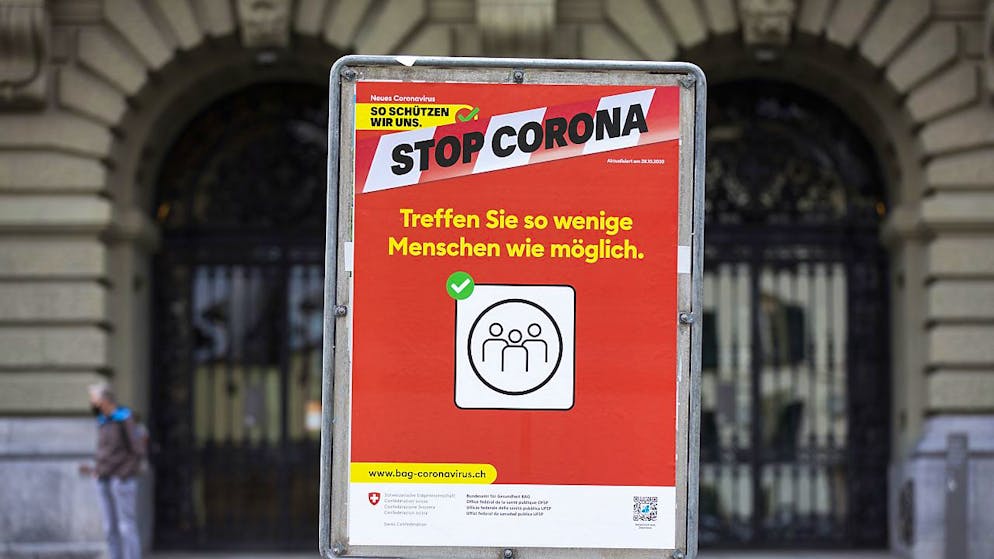 Neues Coronavirus
SO SCHÜTZEN
WIR UNS.
STOP CORONA
Aktualisiert am 28.10.2020
Treffen Sie so wenige
Menschen wie möglich.
www.bag-coronavirus.ch
Schweizerische Eidgenossenschaft
Confédération suisse
Confederazione Svizzera
Confederaziun svizra
Swiss Confederation
Bundesamt für Gesundheit BAG
Office fédéral de la santé publique OFSP
Ufficio federale della sanità pubblica UFSP
Uffizi federal da sanadad publica UFSP